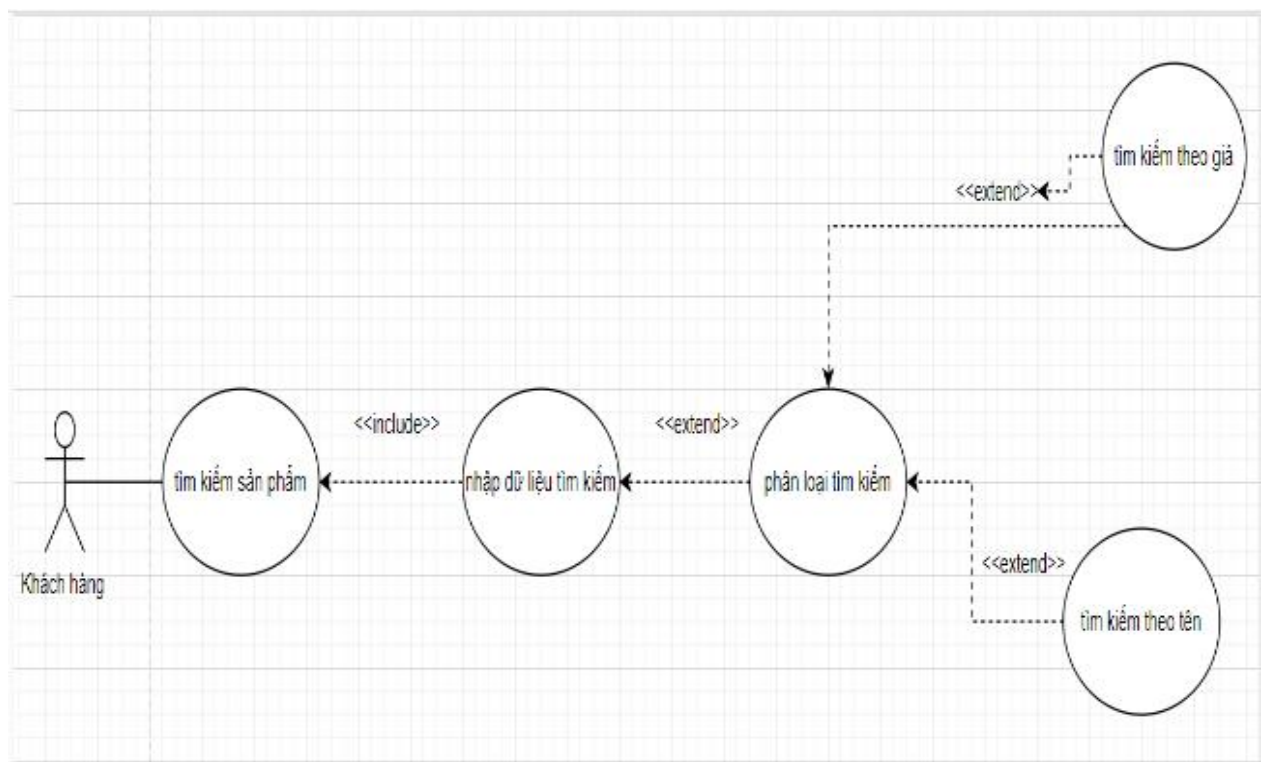 tìm kiếm theo giá
<<extend>>
<<include>>
<<extend>>
tìm kiếm sản phẩm
nhập dữ liệu tìm kiếm
phân loại tìm kiếm
<<extend>>
Khách hàng
tìm kiếm theo tên